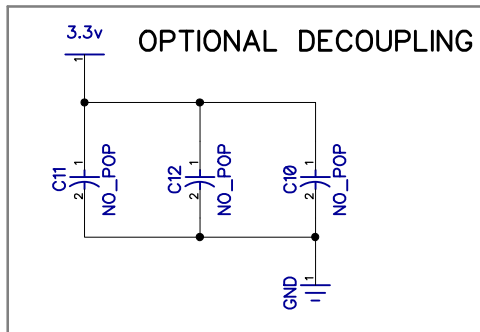 3.3v
OPTIONAL DECOUPLING
1
C11
1
2
NO_POP
C12
1
2
NO_POP
C10
1
2
NO_POP
GND
1